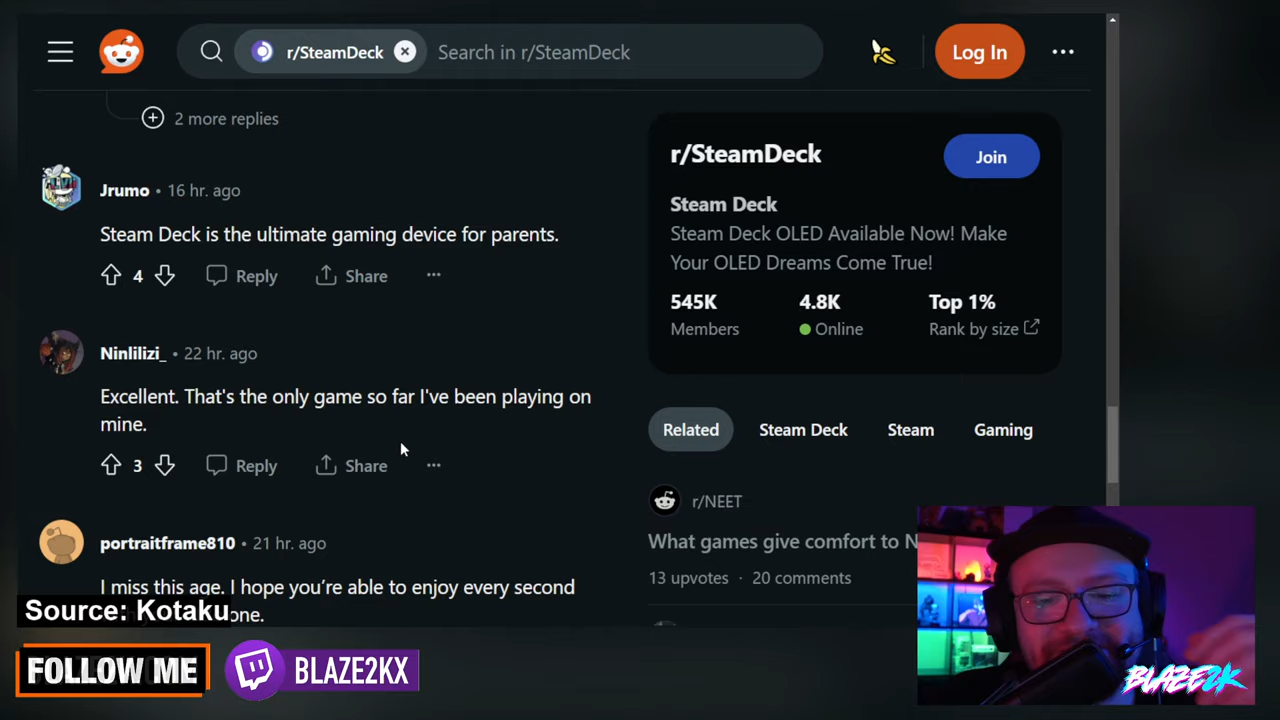 r/SteamDeck
Search in r/SteamDeck
Log In
2 more replies
Jrumo • 16 hr. ago
Steam Deck is the ultimate gaming device for parents.
4
Reply
Share
Ninlilizi_ • 22 hr. ago
Excellent. That's the only game so far I've been playing on
mine.
3
Reply
Share
portraitframe810 • 21 hr. ago
I miss this age. I hope you're able to enjoy every second
one.
r/SteamDeck
Join
Steam Deck
Steam Deck OLED Available Now! Make
Your OLED Dreams Come True!
545K
4.8K
Top 1%
Members
Online
Rank by size
Related
Steam Deck
Steam
Gaming
r/NEET
What games give comfort to N
13 upvotes • 20 comments
Source: Kotaku
FOLLOW ME
BLAZE2KX
BLAZE2K